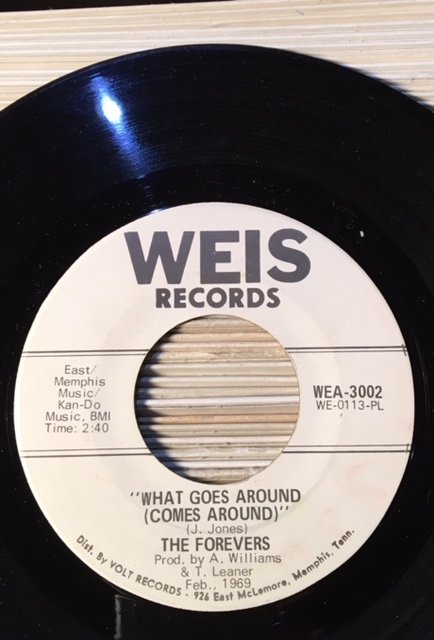 WEIS
RECORDS
East/
Memphis
Music/
Kan-Do
Music, BMI
Time: 2:40
WEA-3002
WE-0113-PL
"WHAT GOES AROUND
(COMES AROUND)"
(J. Jones)
THE FOREVERS
Prod. by A. Williams
& T. Leaner
Feb., 1969
Dist. By VOLT RECORDS - 926 East McLemore, Memphis, Tenn.